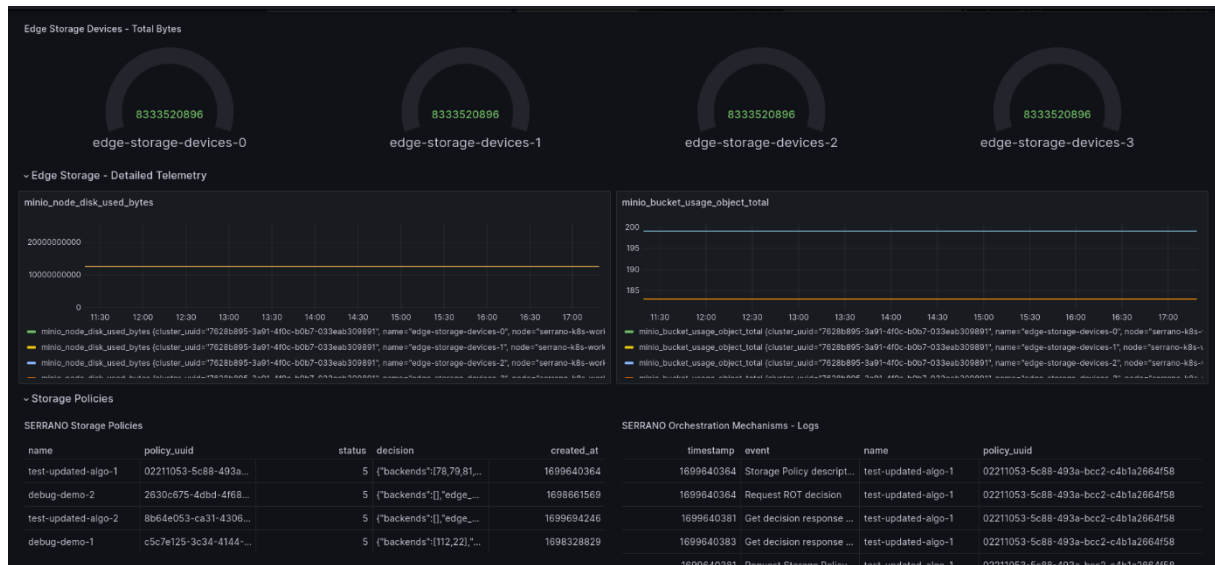 Edge Storage Devices - Total Bytes
8333520896 8333520896 8333520896 8333520896
edge-storage-devices-0 edge-storage-devices-1 edge-storage-devices-2 edge-storage-devices-3
Edge Storage - Detailed Telemetry
minio_node_disk_used_bytes
20000000000
10000000000
0
11:30 12:00 12:30 13:00 13:30 14:00 14:30 15:00 15:30 16:00 16:30 17:00
minio_node_disk_used_bytes {cluster_uuid="7628b895-3a91-4f0c-b0b7-033eab309891", name="edge-storage-devices-0", node="serrano-k8s-work
minio_node_disk_used_bytes {cluster_uuid="7628b895-3a91-4f0c-b0b7-033eab309891", name="edge-storage-devices-1", node="serrano-k8s-work
minio_node_disk_used_bytes {cluster_uuid="7628b895-3a91-4f0c-b0b7-033eab309891", name="edge-storage-devices-2", node="serrano-k8s-work
minio_bucket_usage_object_total
200
195
190
185
11:30 12:00 12:30 13:00 13:30 14:00 14:30 15:00 15:30 16:00 16:30 17:00
minio_bucket_usage_object_total {cluster_uuid="7628b895-3a91-4f0c-b0b7-033eab309891", name="edge-storage-devices-0", node="serrano-k8s-
minio_bucket_usage_object_total {cluster_uuid="7628b895-3a91-4f0c-b0b7-033eab309891", name="edge-storage-devices-1", node="serrano-k8s-
minio_bucket_usage_object_total {cluster_uuid="7628b895-3a91-4f0c-b0b7-033eab309891", name="edge-storage-devices-2", node="serrano-k8s-
Storage Policies
SERRANO Storage Policies
name policy_uuid status decision created_at
test-updated-algo-1 02211053-5c88-493a... 5 {"backends":[78,79,81,... 1699640364
debug-demo-2 2630c675-4dbd-4f68... 5 {"backends":[],"edge_... 1698661569
test-updated-algo-2 8b64e053-ca31-4306... 5 {"backends":[],"edge_... 1699694246
debug-demo-1 c5c7e125-3c34-4144-... 5 {"backends":[112,22],"... 1698328829
SERRANO Orchestration Mechanisms - Logs
timestamp event name policy_uuid
1699640364 Storage Policy descript... test-updated-algo-1 02211053-5c88-493a-bcc2-c4b1a2664f58
1699640364 Request ROT decision test-updated-algo-1 02211053-5c88-493a-bcc2-c4b1a2664f58
1699640381 Get decision response ... test-updated-algo-1 02211053-5c88-493a-bcc2-c4b1a2664f58
1699640383 Get decision response ... test-updated-algo-1 02211053-5c88-493a-bcc2-c4b1a2664f58